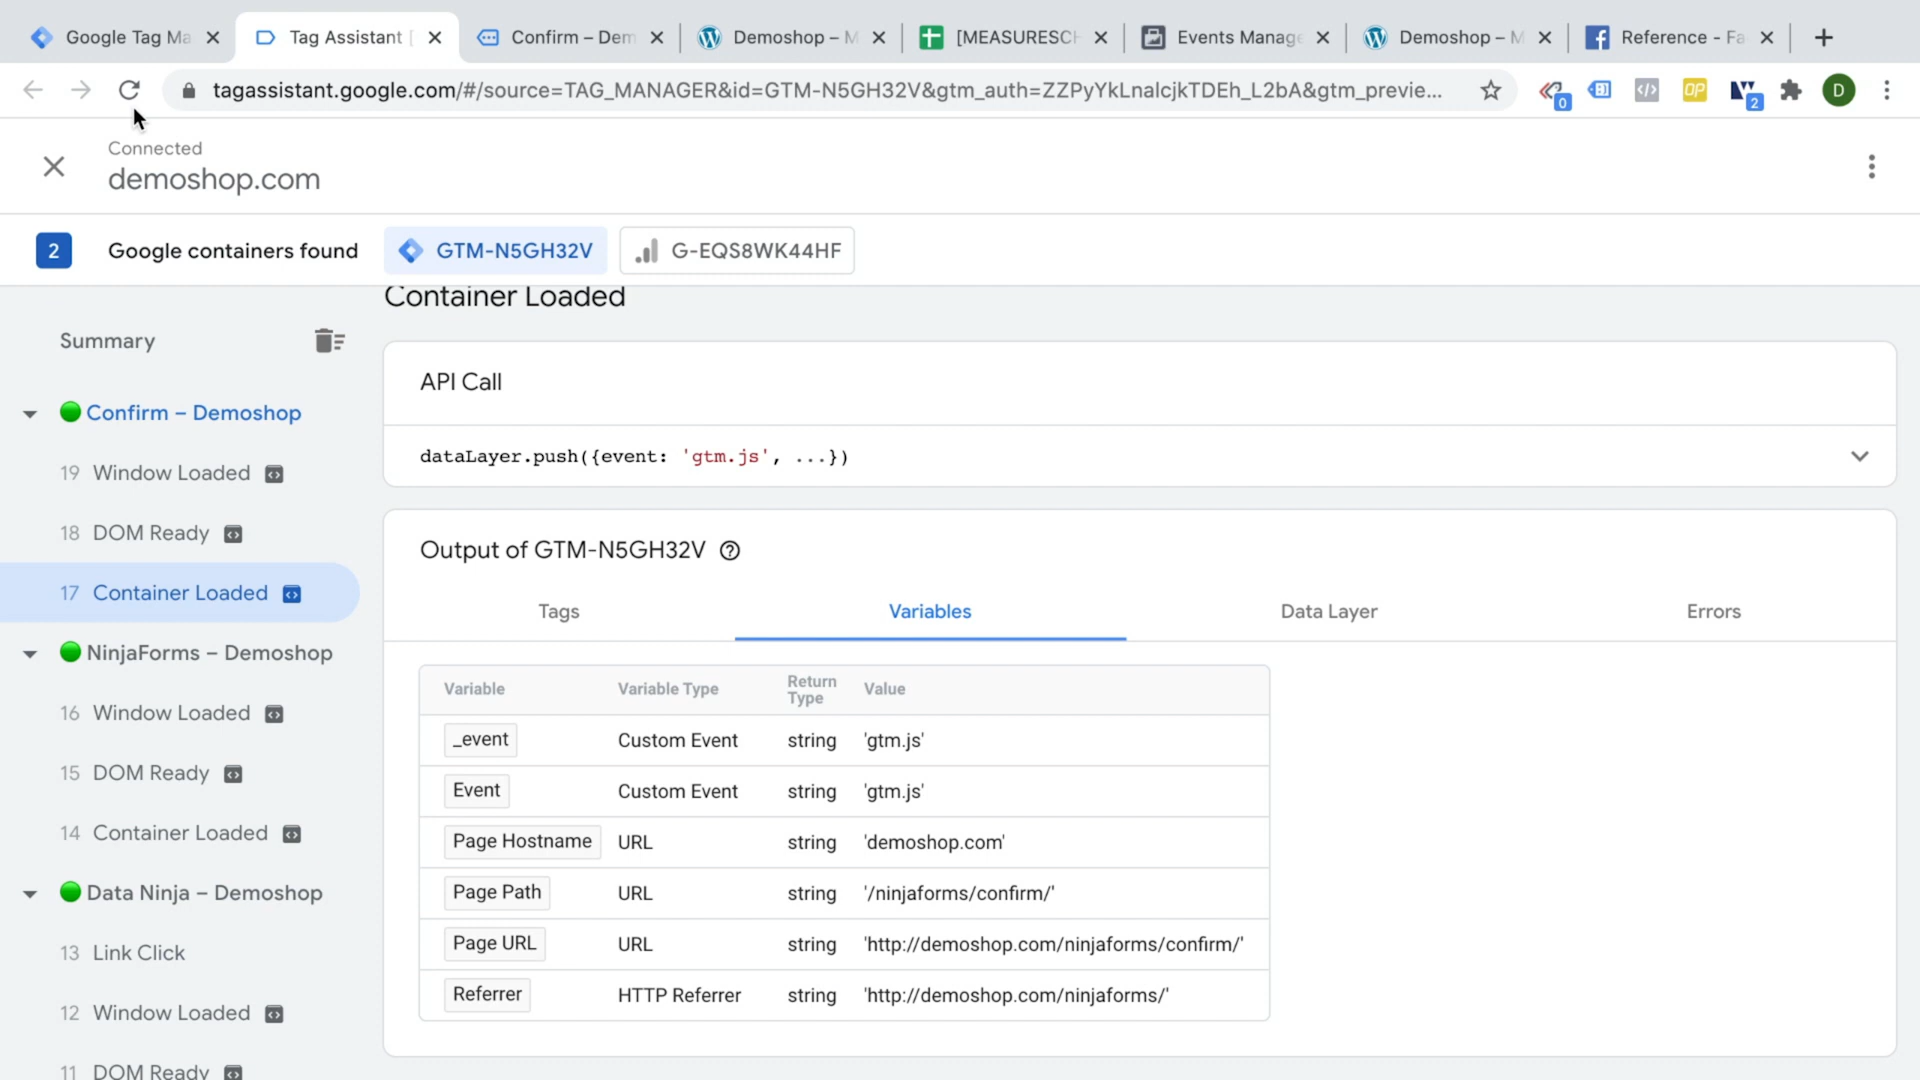 Google Tag Ma
Tag Assistant [
Confirm – Dem
Demoshop – M
[MEASURESCH
Events Manage
Demoshop – M
Reference - Fa
tagassistant.google.com/#/source=TAG_MANAGER&id=GTM-N5GH32V&gtm_auth=ZZPyYkLnalcjkTDEh_L2bA&gtm_previe...
0
OP
2
D
Connected
demoshop.com
2
Google containers found
GTM-N5GH32V
G-EQS8WK44HF
Container Loaded
Summary
Confirm – Demoshop
19 Window Loaded
18 DOM Ready
17 Container Loaded
NinjaForms – Demoshop
16 Window Loaded
15 DOM Ready
14 Container Loaded
Data Ninja – Demoshop
13 Link Click
12 Window Loaded
11 DOM Ready
API Call
dataLayer.push({event: 'gtm.js', ...})
Output of GTM-N5GH32V
Tags Variables Data Layer Errors
Variable Variable Type Return Type Value
_event Custom Event string 'gtm.js'
Event Custom Event string 'gtm.js'
Page Hostname URL string 'demoshop.com'
Page Path URL string '/ninjaforms/confirm/'
Page URL URL string 'http://demoshop.com/ninjaforms/confirm/'
Referrer HTTP Referrer string 'http://demoshop.com/ninjaforms/'